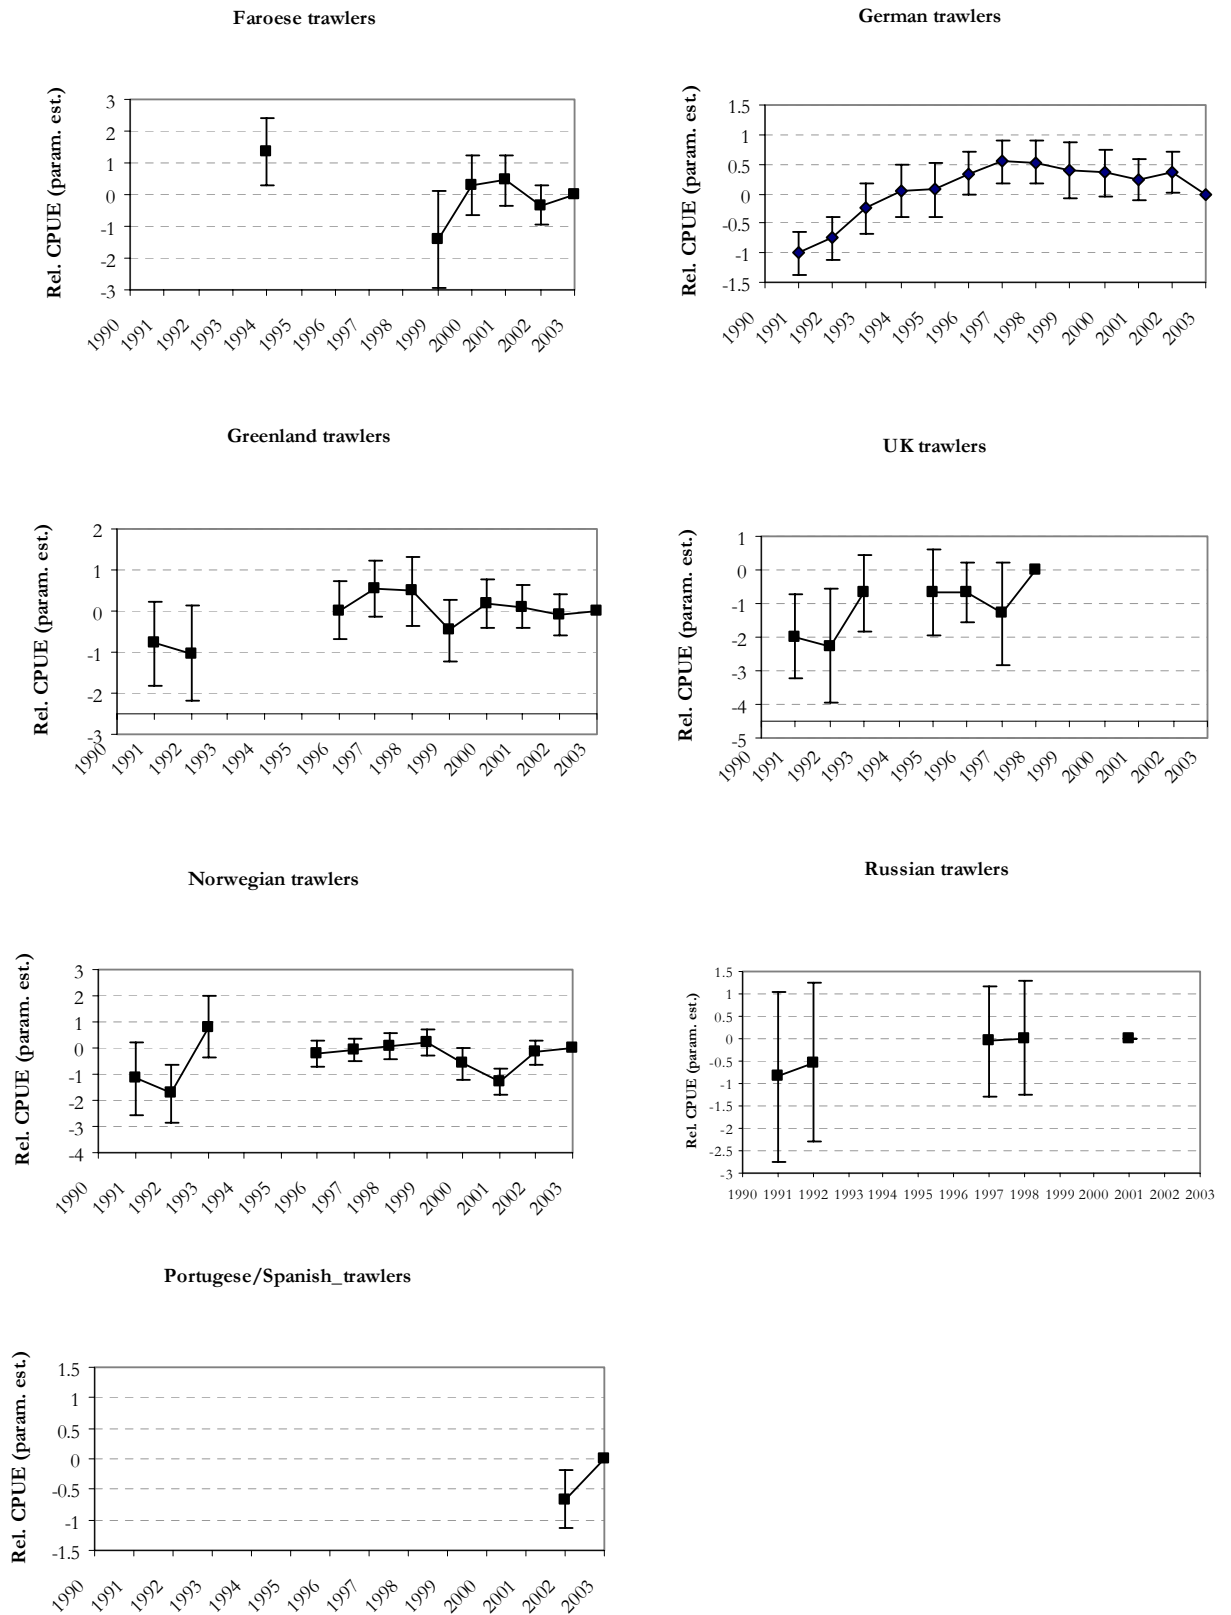 Faroese trawlers
Rel. CPUE (param. est.)
3
2
1
0
-1
-2
-3
1990 1991 1992 1993 1994 1995 1996 1997 1998 1999 2000 2001 2002 2003
German trawlers
Rel. CPUE (param. est.)
1.5
1
0.5
0
-0.5
-1
-1.5
1990 1991 1992 1993 1994 1995 1996 1997 1998 1999 2000 2001 2002 2003
Greenland trawlers
Rel. CPUE (param. est.)
2
1
0
-1
-2
-3
1990 1991 1992 1993 1994 1995 1996 1997 1998 1999 2000 2001 2002 2003
UK trawlers
Rel. CPUE (param. est.)
1
0
-1
-2
-3
-4
-5
1990 1991 1992 1993 1994 1995 1996 1997 1998 1999 2000 2001 2002 2003
Norwegian trawlers
Rel. CPUE (param. est.)
3
2
1
0
-1
-2
-3
-4
1990 1991 1992 1993 1994 1995 1996 1997 1998 1999 2000 2001 2002 2003
Russian trawlers
Rel. CPUE (param. est.)
1.5
1
0.5
0
-0.5
-1
-1.5
-2
-2.5
-3
1990 1991 1992 1993 1994 1995 1996 1997 1998 1999 2000 2001 2002 2003
Portugese/Spanish_trawlers
Rel. CPUE (param. est.)
1.5
1
0.5
0
-0.5
-1
-1.5
1990 1991 1992 1993 1994 1995 1996 1997 1998 1999 2000 2001 2002 2003